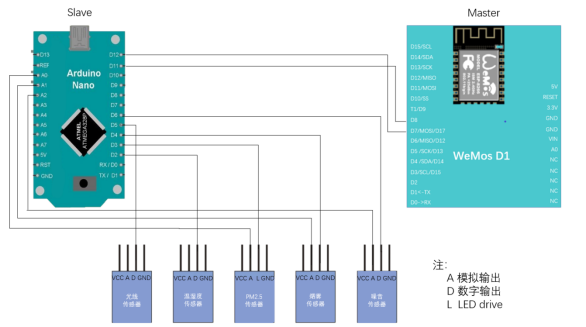 Slave
Master
D13
REF
A0
A1
A2
A3
A4
A5
A6
A7
5V
RST
GND
Arduino
Nano
ATMEL
ATMEGA328P
D12
D11
D10
D9
D8
D7
D6
D5
D4
D3
D2
RX / D0
TX / D1
D15/SCL
D14/SDA
D13/SCK
D12/MISO
D11/MOSI
D10/SS
D8
D7/MOSI/D17
D6/MISO/D12
D5 /SCK/D13
D4 /SDA/D14
D3/SCL/D15
D2
D1<-TX
D0->RX
WeMos
WeMos D1
5V
RESET
3.3V
GND
GND
VIN
A0
NC
NC
NC
NC
NC
VCC A D GND
光线
传感器
VCC A D GND
温湿度
传感器
VCC A L GND
PM2.5
传感器
VCC A D GND
传感器
VCC A D GND
噪音
传感器
注:
A 模拟输出
D 数字输出
L LED drive